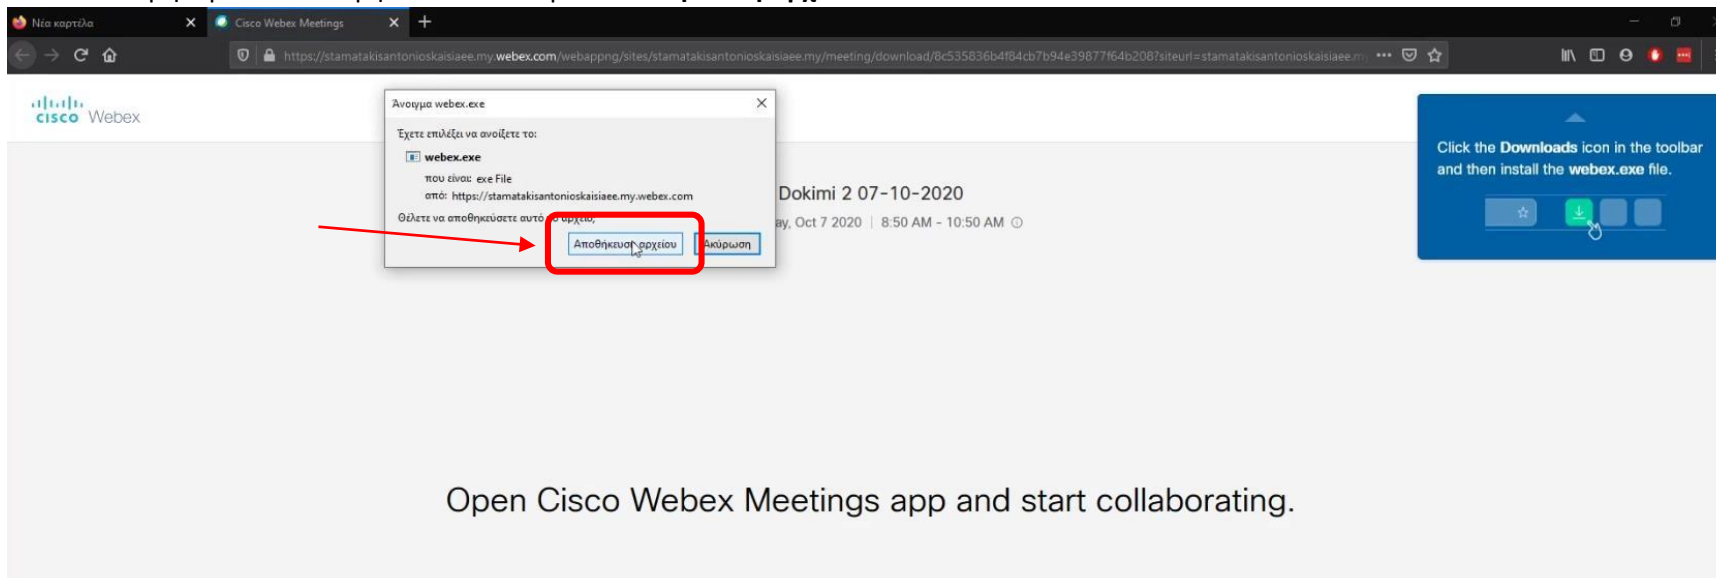 Νέα καρτέλα
Cisco Webex Meetings
https://stamatakisantonioskaisiaee.my.webex.com/webappng/sites/stamatakisantonioskaisiaee.my/meeting/download/8c535836b4f84cb7b94e39877f64b208?siteurl=stamatakisantonioskaisiaee.m
cisco Webex
Άνοιγμα webex.exe
Έχετε επιλέξει να ανοίξετε το:
webex.exe
που είναι: exe File
από: https://stamatakisantonioskaisiaee.my.webex.com
Θέλετε να αποθηκεύσετε αυτό το αρχείο;
Αποθήκευση αρχείου
Ακύρωση
Dokimi 2 07-10-2020
ay, Oct 7 2020 | 8:50 AM - 10:50 AM
Click the Downloads icon in the toolbar
and then install the webex.exe file.
Open Cisco Webex Meetings app and start collaborating.